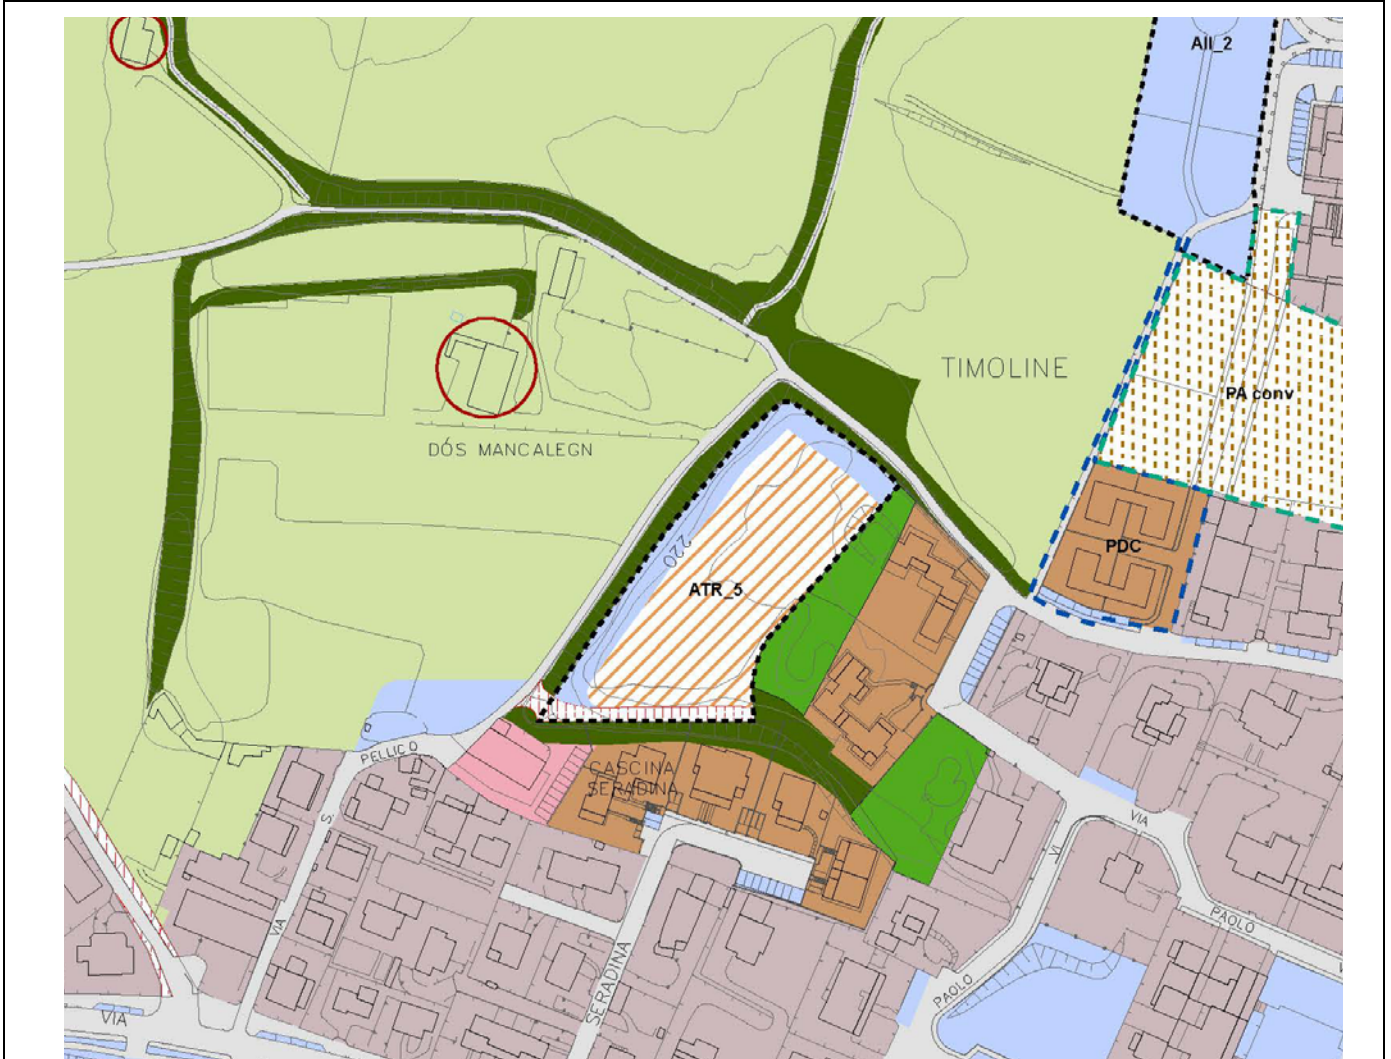 AII_2
TIMOLINE
PA conv
DÓS MANCALEGN
220
PDC
ATR_5
PELLICO
CASCINA
SERADINA
S.
VIA
VIA
VI
PAOLO
SERADINA
PAOLO
VIA